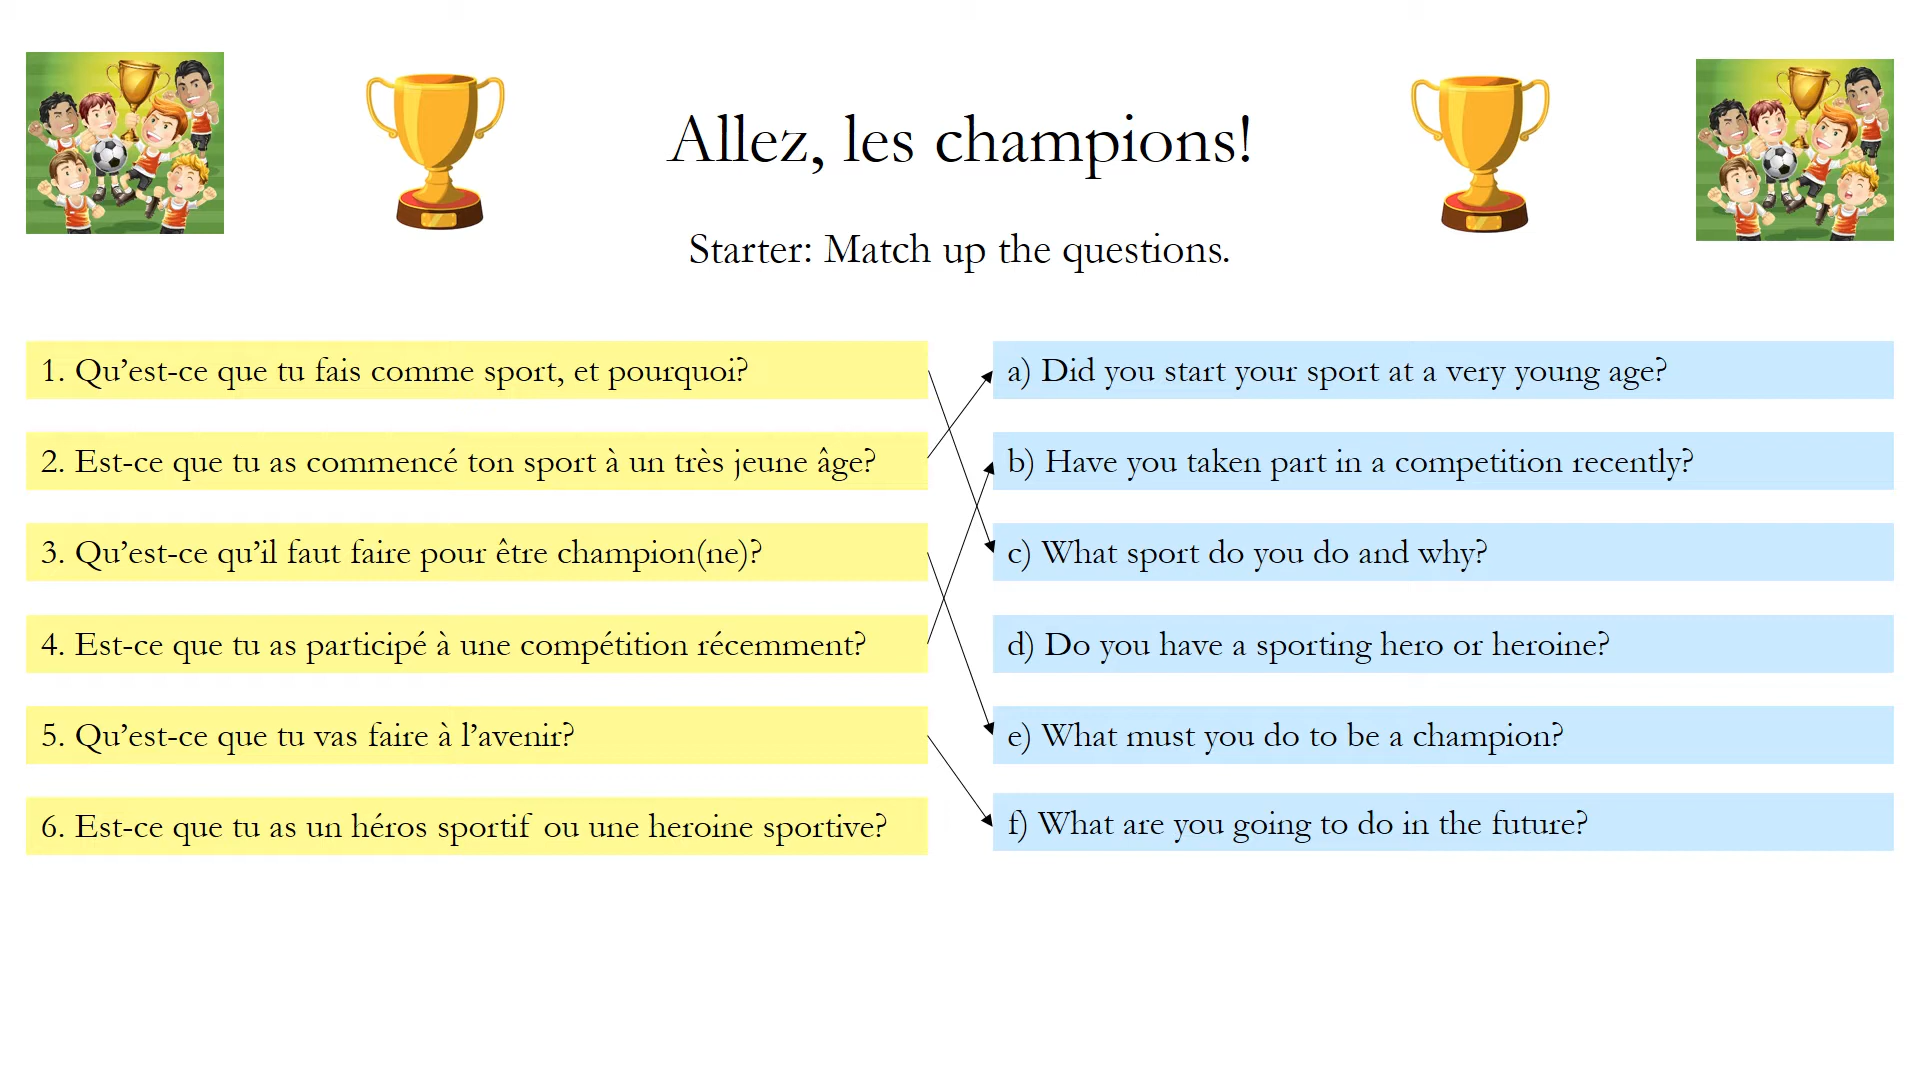 Allez, les champions!
Starter: Match up the questions.
1. Qu’est-ce que tu fais comme sport, et pourquoi?
2. Est-ce que tu as commencé ton sport à un très jeune âge?
3. Qu’est-ce qu’il faut faire pour être champion(ne)?
4. Est-ce que tu as participé à une compétition récemment?
5. Qu’est-ce que tu vas faire à l’avenir?
6. Est-ce que tu as un héros sportif ou une heroine sportive?
a) Did you start your sport at a very young age?
b) Have you taken part in a competition recently?
c) What sport do you do and why?
d) Do you have a sporting hero or heroine?
e) What must you do to be a champion?
f) What are you going to do in the future?